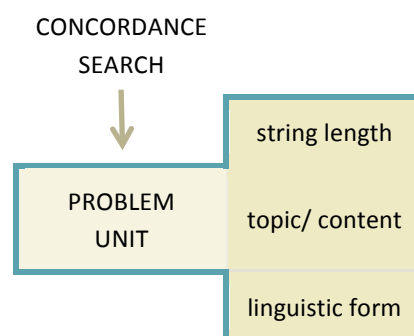 CONCORDANCE
SEARCH
string length
PROBLEM
UNIT
topic/ content
linguistic form